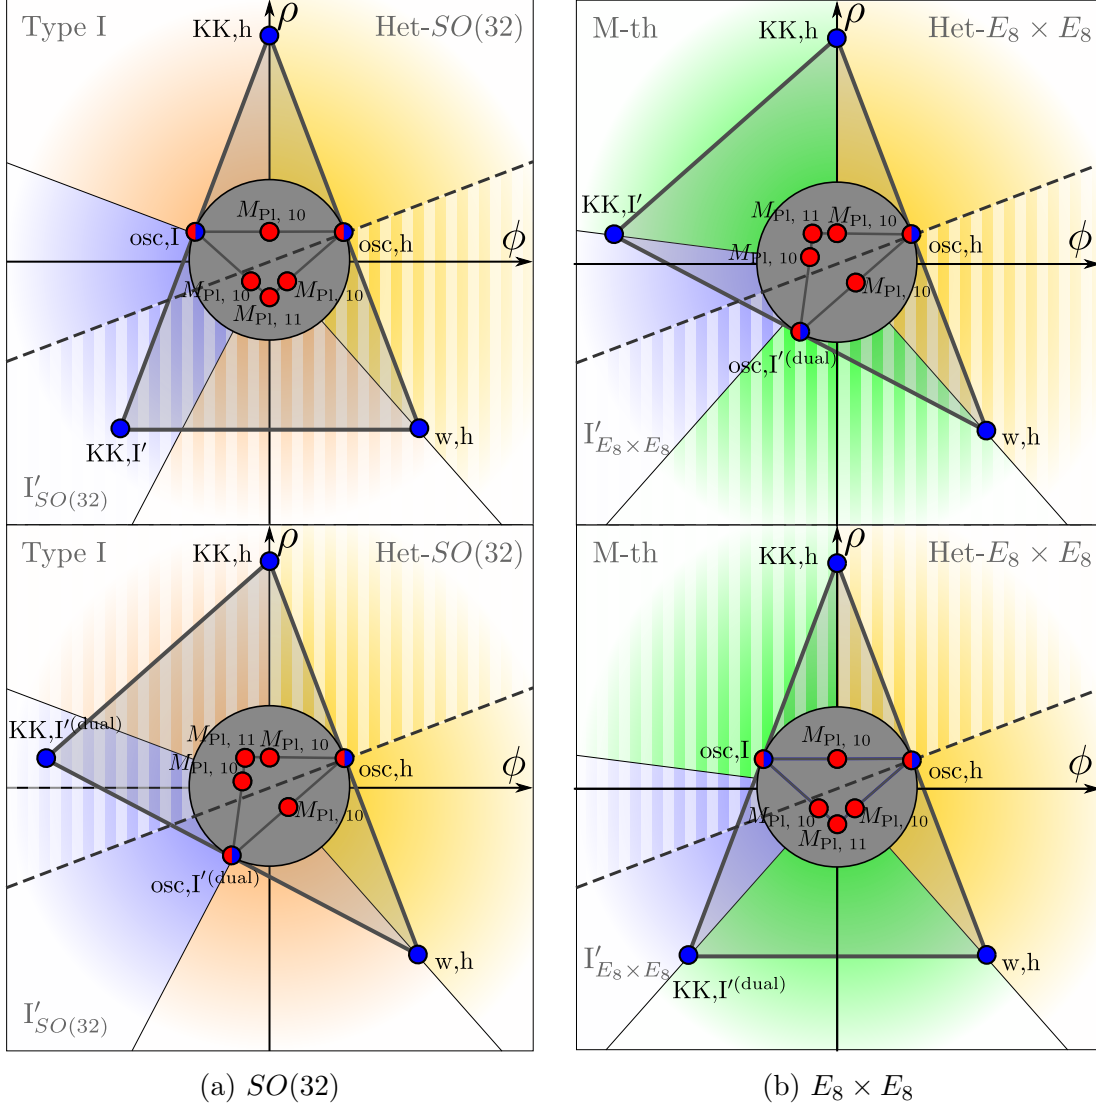 Type I
KK,h
ρ
Het-SO(32)
M_Pl, 10
osc,I
osc,h
ϕ
M_Pl, 10
M_Pl, 10
M_Pl, 11
KK,I′
w,h
I′_SO(32)
M-th
KK,h
ρ
Het-E_8 × E_8
KK,I′
M_Pl, 11
M_Pl, 10
osc,h
ϕ
M_Pl, 10
M_Pl, 10
osc,I′(dual)
I′_E_8×E_8
w,h
Type I
KK,h
ρ
Het-SO(32)
KK,I′(dual)
M_Pl, 11
M_Pl, 10
M_Pl, 10
osc,h
ϕ
M_Pl, 10
osc,I′(dual)
w,h
I′_SO(32)
M-th
KK,h
ρ
Het-E_8 × E_8
osc,I
M_Pl, 10
osc,h
ϕ
M_Pl, 10
M_Pl, 10
M_Pl, 11
I′_E_8×E_8
KK,I′(dual)
w,h
(a) SO(32)
(b) E_8 × E_8